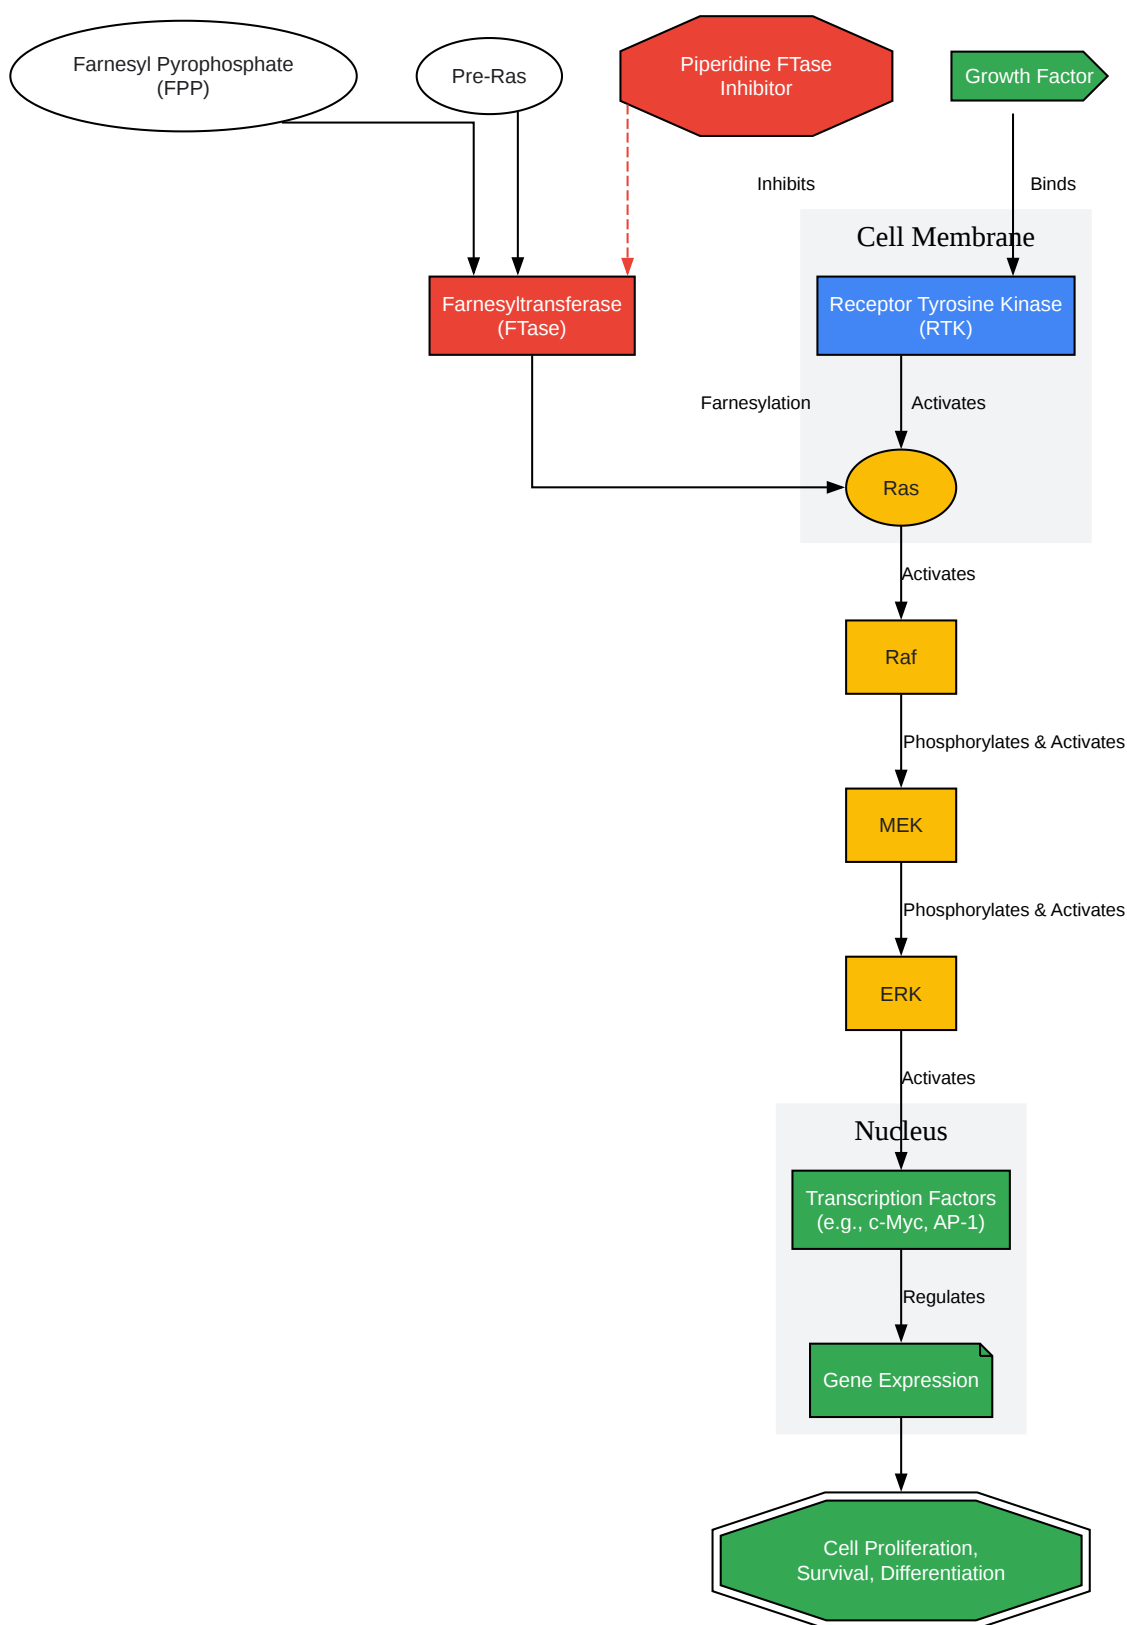 Farnesyl Pyrophosphate
(FPP)
Pre-Ras
Piperidine FTase
Inhibitor
Growth Factor
Inhibits
Binds
Cell Membrane
Farnesyltransferase
(FTase)
Receptor Tyrosine Kinase
(RTK)
Farnesylation
Activates
Ras
Activates
Raf
Phosphorylates & Activates
MEK
Phosphorylates & Activates
ERK
Activates
Nucleus
Transcription Factors
(e.g., c-Myc, AP-1)
Regulates
Gene Expression
Cell Proliferation,
Survival, Differentiation